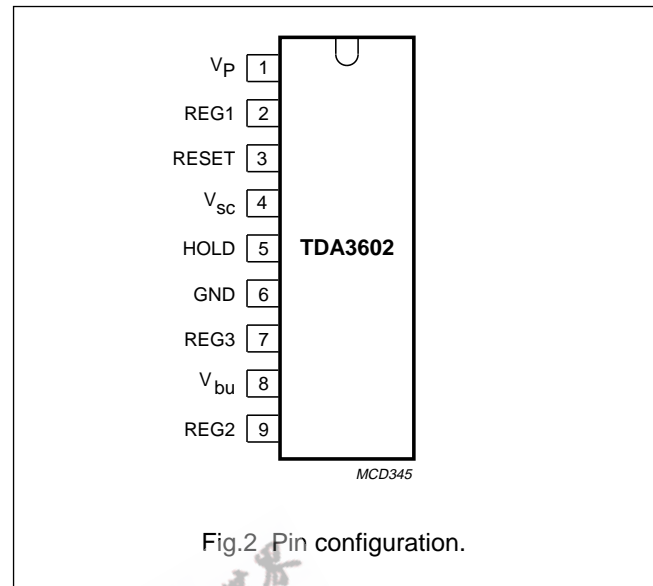 V_P 1
REG1 2
RESET 3
V_sc 4
HOLD 5
GND 6
REG3 7
V_bu 8
REG2 9
TDA3602
MCD345
Fig.2 Pin configuration.